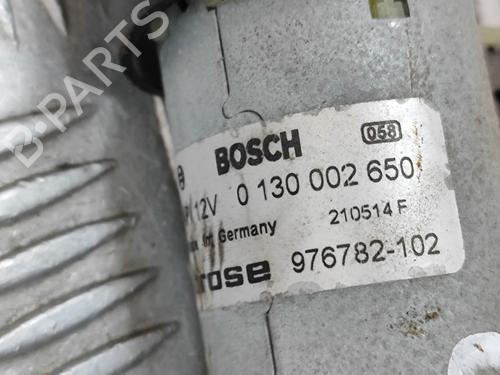 B-PARTS
BOSCH
058
12V 0 130 002 650
in Germany 210514 F
rose 976782-102